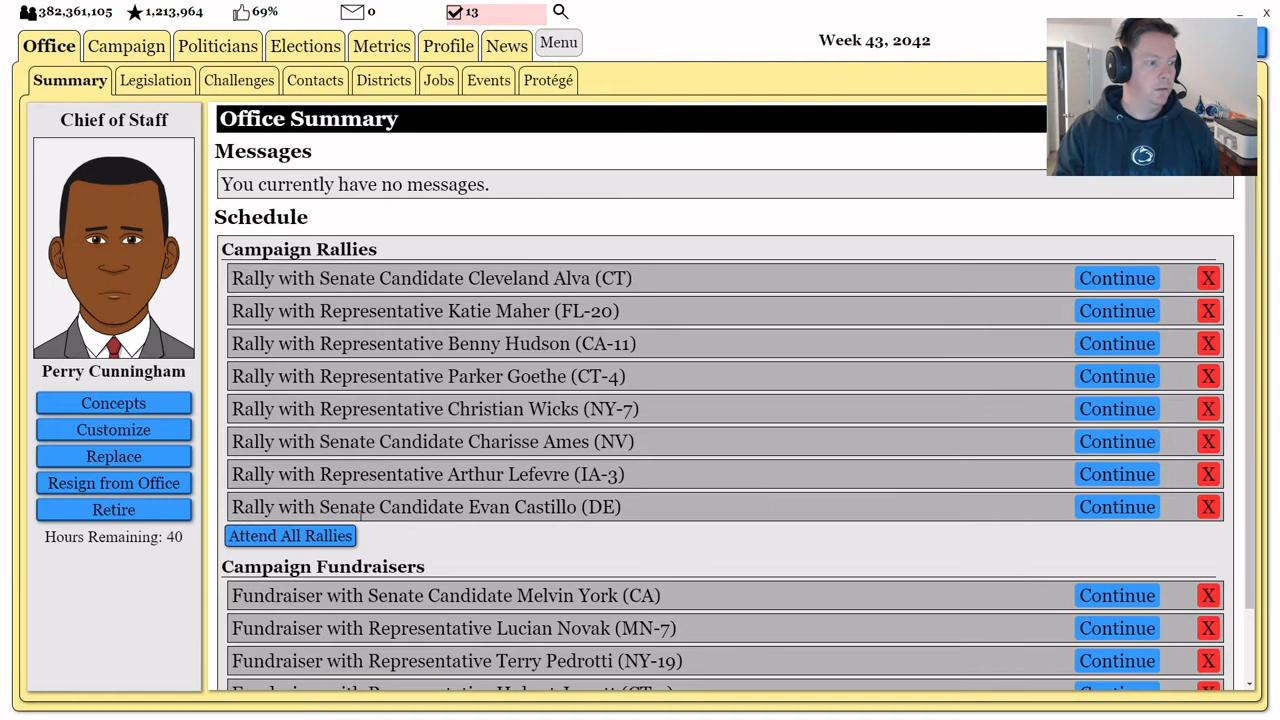 382,361,105 1,213,964 69% 0 13
_ X
Office Campaign Politicians Elections Metrics Profile News Menu
Week 43, 2042
Summary Legislation Challenges Contacts Districts Jobs Events Protégé
Chief of Staff
Perry Cunningham
Concepts
Customize
Replace
Resign from Office
Retire
Hours Remaining: 40
Office Summary
Messages
You currently have no messages.
Schedule
Campaign Rallies
Rally with Senate Candidate Cleveland Alva (CT) Continue X
Rally with Representative Katie Maher (FL-20) Continue X
Rally with Representative Benny Hudson (CA-11) Continue X
Rally with Representative Parker Goethe (CT-4) Continue X
Rally with Representative Christian Wicks (NY-7) Continue X
Rally with Senate Candidate Charisse Ames (NV) Continue X
Rally with Representative Arthur Lefevre (IA-3) Continue X
Rally with Senate Candidate Evan Castillo (DE) Continue X
Attend All Rallies
Campaign Fundraisers
Fundraiser with Senate Candidate Melvin York (CA) Continue X
Fundraiser with Representative Lucian Novak (MN-7) Continue X
Fundraiser with Representative Terry Pedrotti (NY-19) Continue X
Fundraiser with Representative Continue X